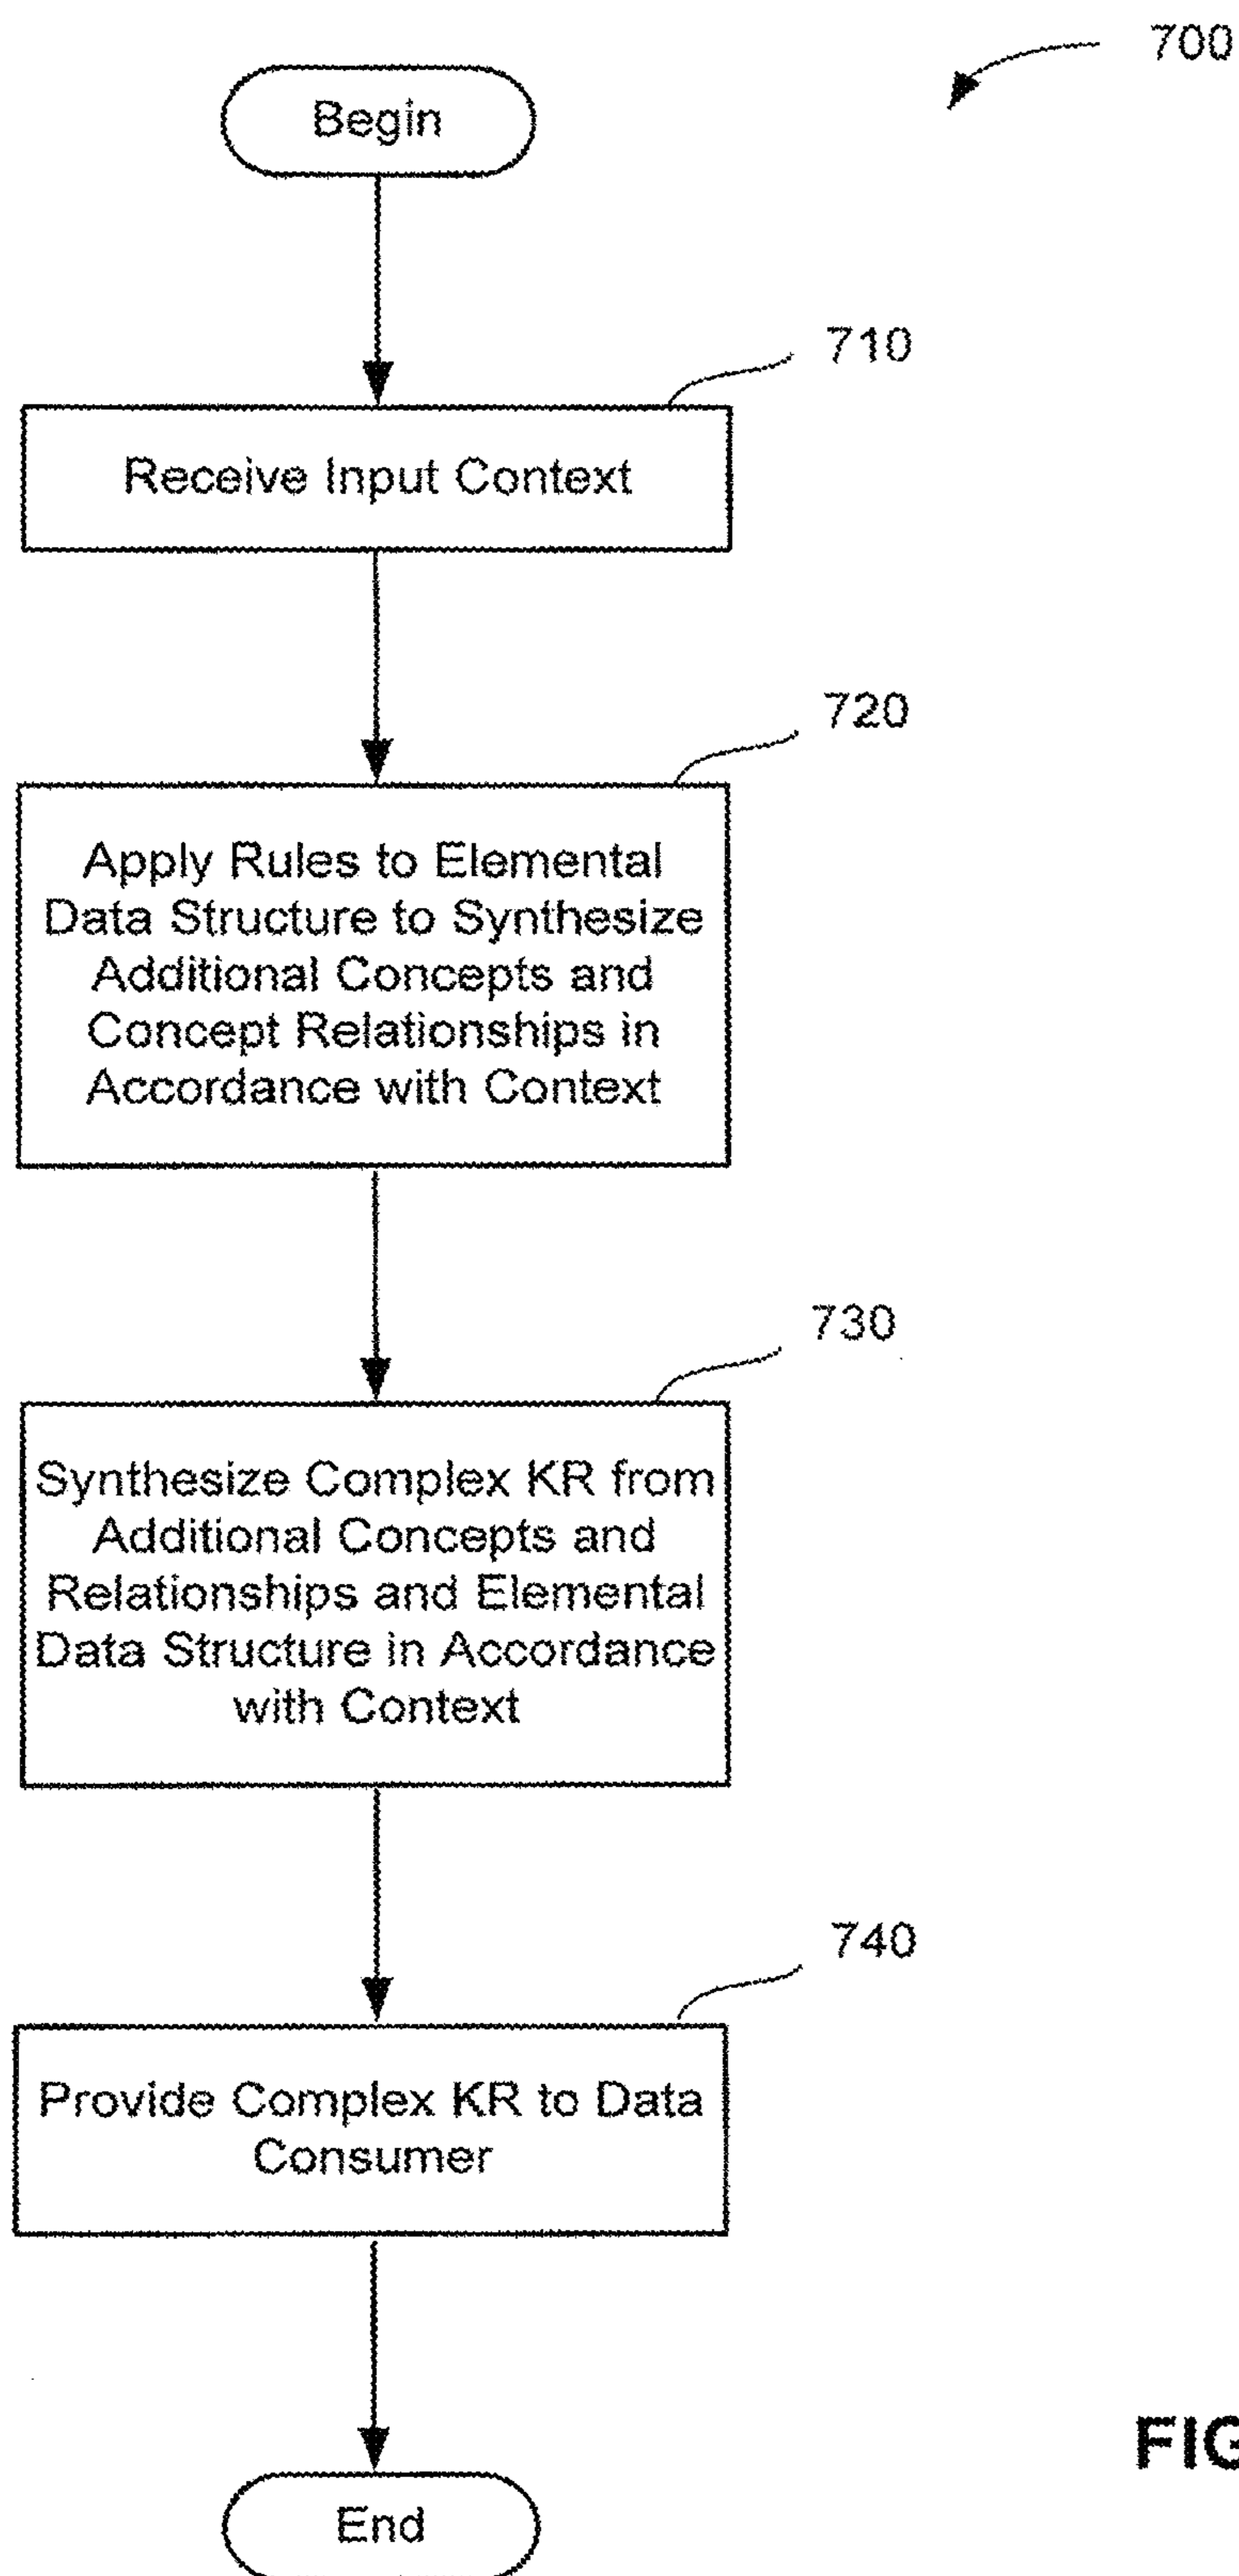 700
Begin
710
Receive Input Context
720
Apply Rules to Elemental
Data Structure to Synthesize
Additional Concepts and
Concept Relationships in
Accordance with Context
730
Synthesize Complex KR from
Additional Concepts and
Relationships and Elemental
Data Structure in Accordance
with Context
740
Provide Complex KR to Data
Consumer
End